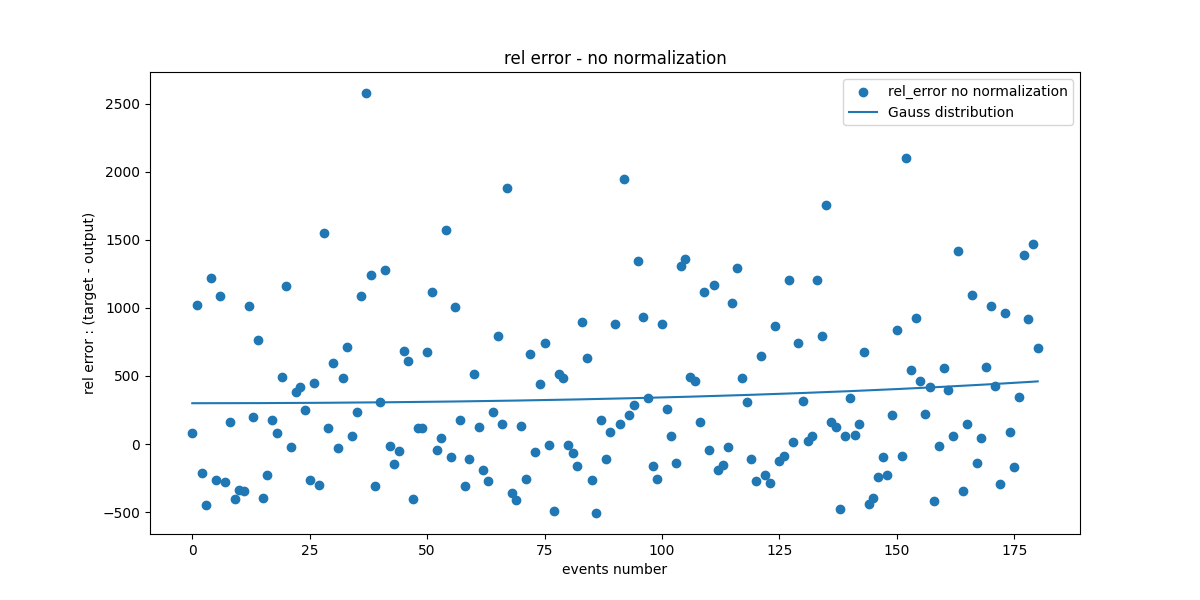 rel error - no normalization
rel_error no normalization
Gauss distribution
2500
2000
1500
1000
500
0
−500
rel error : (target - output)
0 25 50 75 100 125 150 175
events number